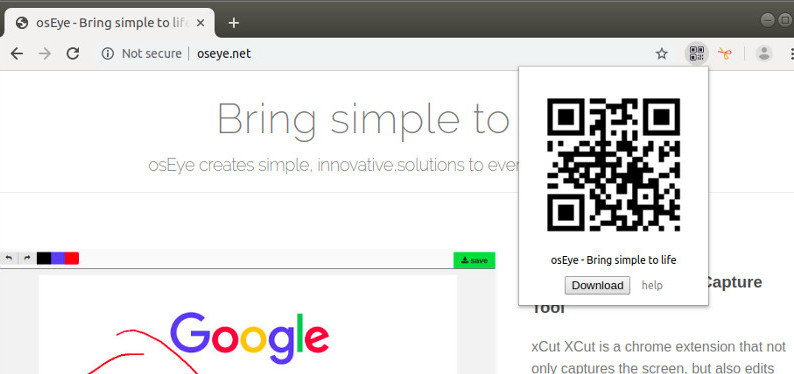 osEye - Bring simple to life
Not secure
oseye.net
Bring simple to
osEye creates simple, innovative,solutions to ever
osEye - Bring simple to life
Download
help
save
Google
Capture
Tool
xCut XCut is a chrome extension that not
only captures the screen, but also edits